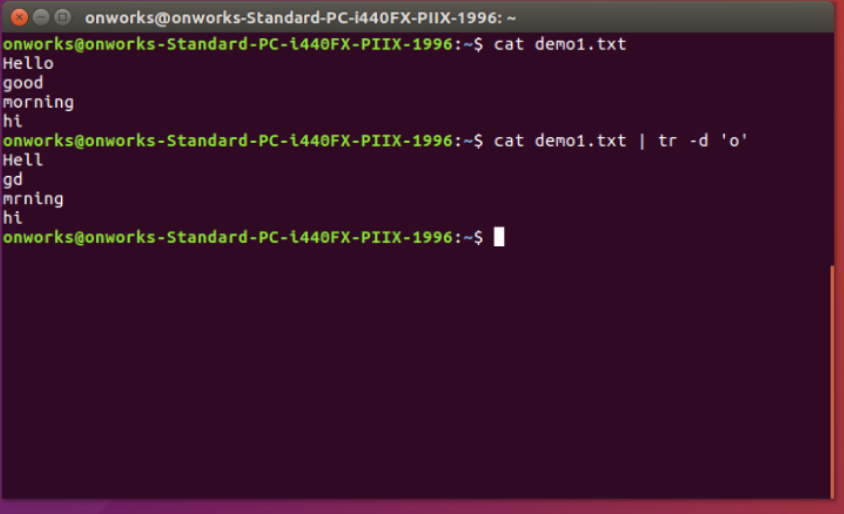 onworks@onworks-Standard-PC-i440FX-PIIX-1996: ~
onworks@onworks-Standard-PC-i440FX-PIIX-1996:~$ cat demo1.txt
Hello
good
morning
hi
onworks@onworks-Standard-PC-i440FX-PIIX-1996:~$ cat demo1.txt | tr -d 'o'
Hell
gd
mrning
hi
onworks@onworks-Standard-PC-i440FX-PIIX-1996:~$